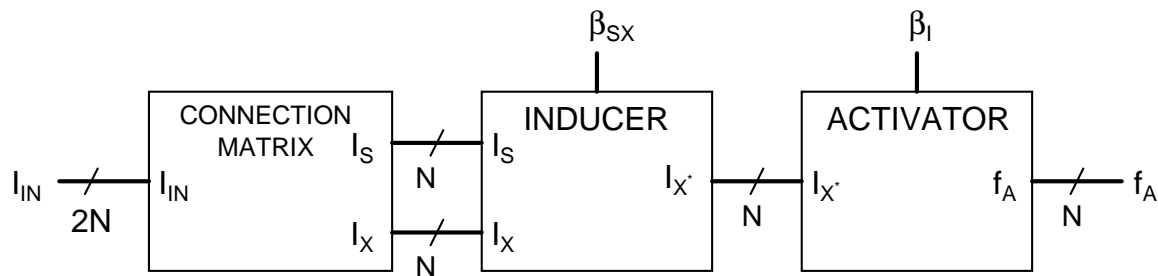 β_SX
β_I
CONNECTION
MATRIX
INDUCER
ACTIVATOR
I_S
N
I_S
I_IN
2N
I_IN
I_X*
N
I_X*
f_A
N
f_A
I_X
N
I_X